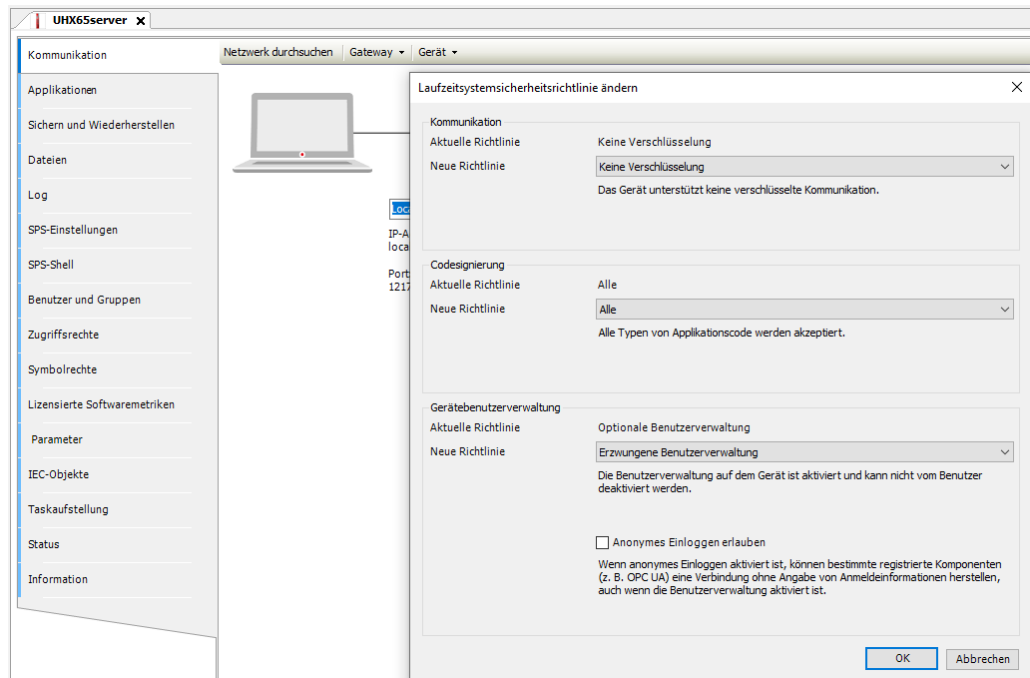 UHX65server
Kommunikation
Applikationen
Sichern und Wiederherstellen
Dateien
Log
SPS-Einstellungen
SPS-Shell
Benutzer und Gruppen
Zugriffsrechte
Symbolrechte
Lizensierte Softwaremetriken
Parameter
IEC-Objekte
Taskaufstellung
Status
Information
Netzwerk durchsuchen Gateway Gerät
Loc
IP-A
loca
Port
1217
Laufzeitsystemsicherheitsrichtlinie ändern
Kommunikation
Aktuelle Richtlinie Keine Verschlüsselung
Neue Richtlinie Keine Verschlüsselung
Das Gerät unterstützt keine verschlüsselte Kommunikation.
Codesignierung
Aktuelle Richtlinie Alle
Neue Richtlinie Alle
Alle Typen von Applikationscode werden akzeptiert.
Gerätebenutzerverwaltung
Aktuelle Richtlinie Optionale Benutzerverwaltung
Neue Richtlinie Erzwungene Benutzerverwaltung
Die Benutzerverwaltung auf dem Gerät ist aktiviert und kann nicht vom Benutzer
deaktiviert werden.
Anonymes Einloggen erlauben
Wenn anonymes Einloggen aktiviert ist, können bestimmte registrierte Komponenten
(z. B. OPC UA) eine Verbindung ohne Angabe von Anmeldeinformationen herstellen,
auch wenn die Benutzerverwaltung aktiviert ist.
OK Abbrechen